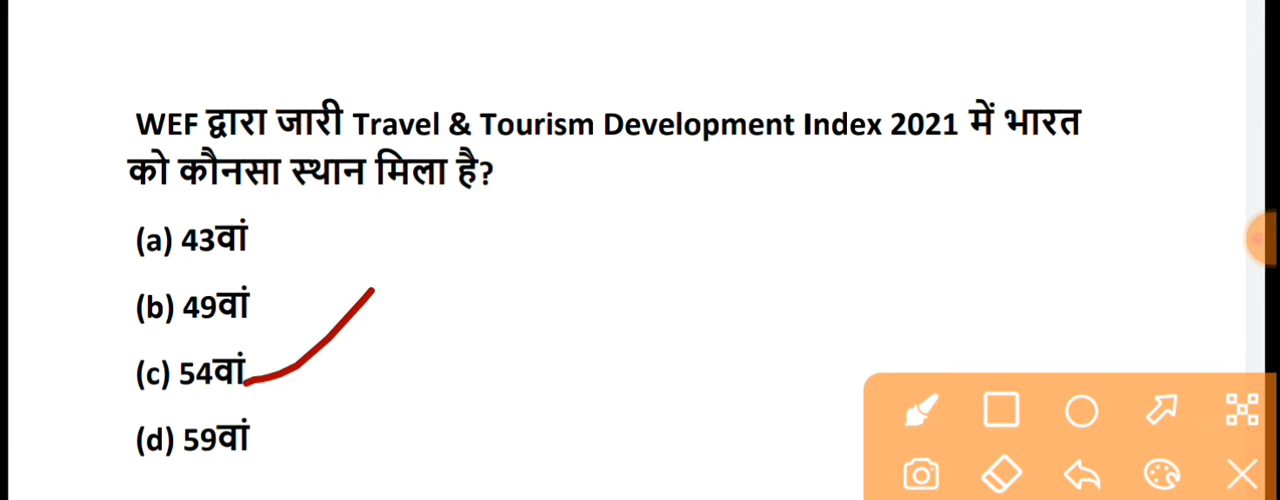 WEF द्वारा जारी Travel & Tourism Development Index 2021 में भारत
को कौनसा स्थान मिला है?
(a) 43वां
(b) 49वां
(c) 54वां
(d) 59वां